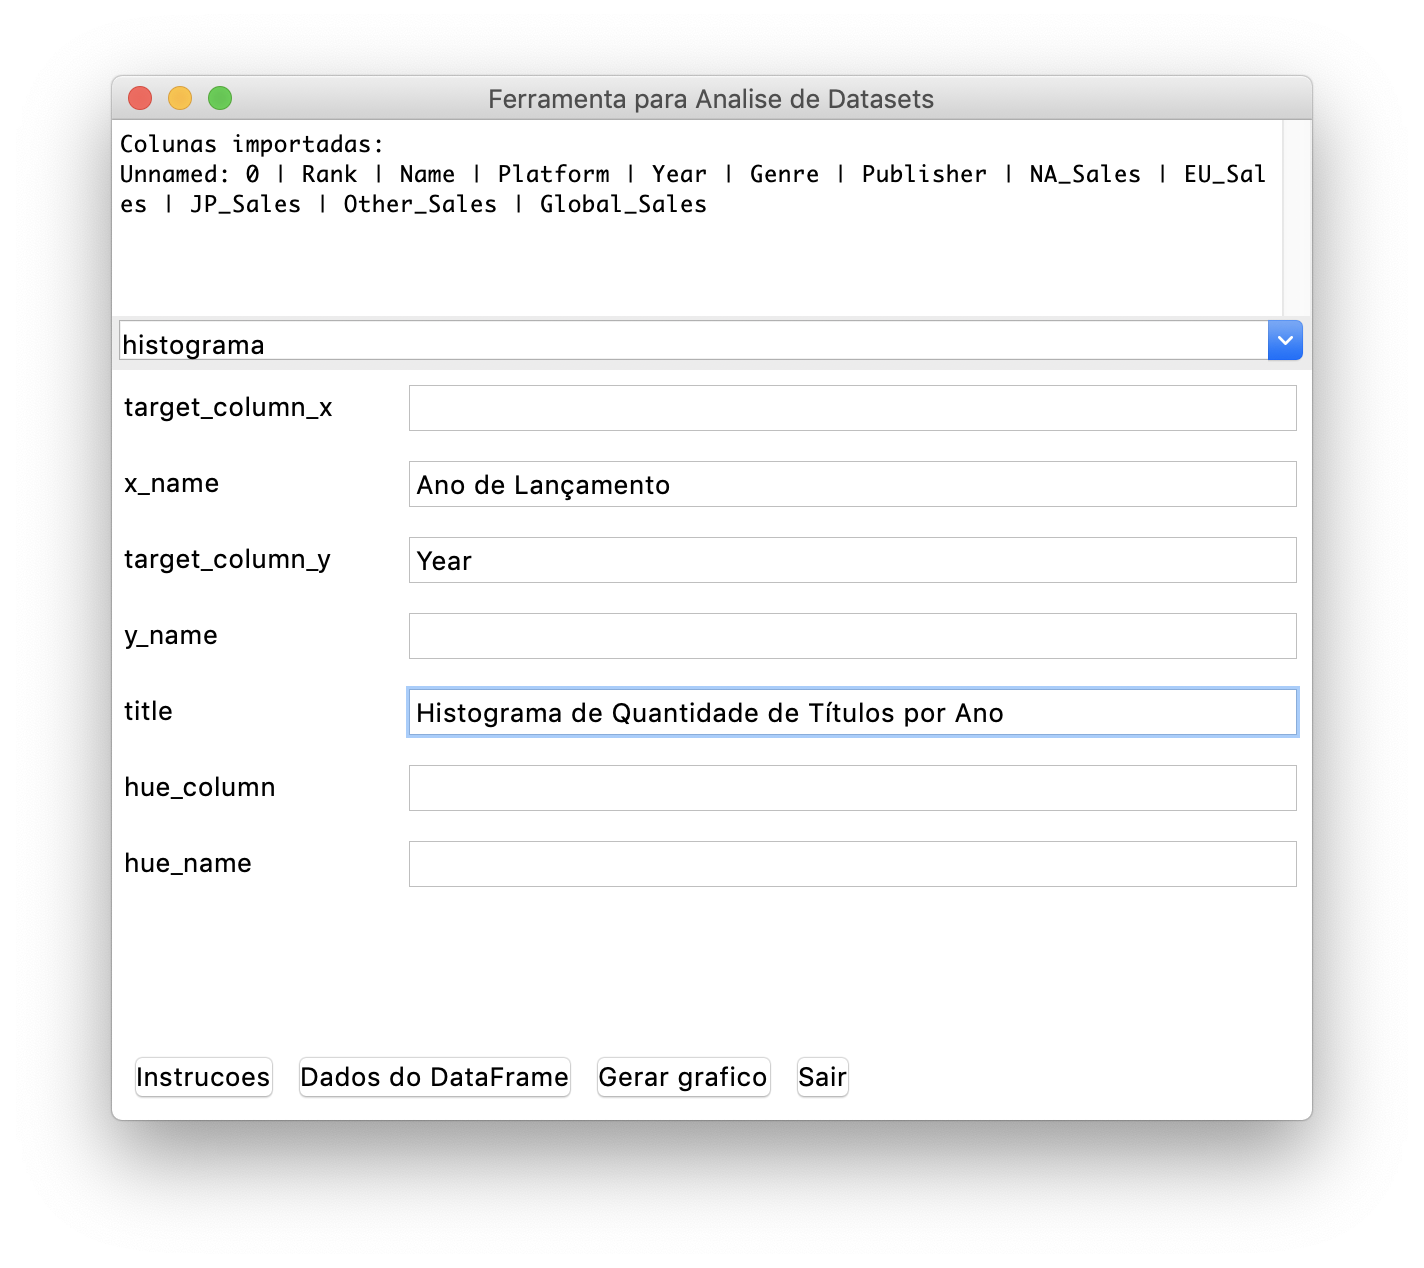 Ferramenta para Analise de Datasets
Colunas importadas:
Unnamed: 0 | Rank | Name | Platform | Year | Genre | Publisher | NA_Sales | EU_Sal
es | JP_Sales | Other_Sales | Global_Sales
histograma
target_column_x
x_name Ano de Lançamento
target_column_y Year
y_name
title Histograma de Quantidade de Títulos por Ano
hue_column
hue_name
Instrucoes Dados do DataFrame Gerar grafico Sair